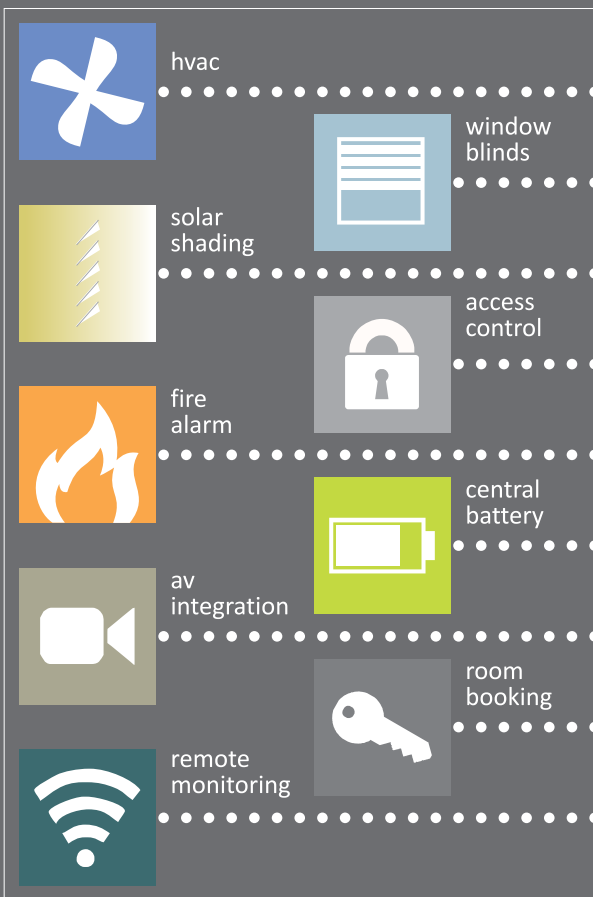 hvac
window
blinds
solar
shading
access
control
fire
alarm
central
battery
av
integration
room
booking
remote
monitoring